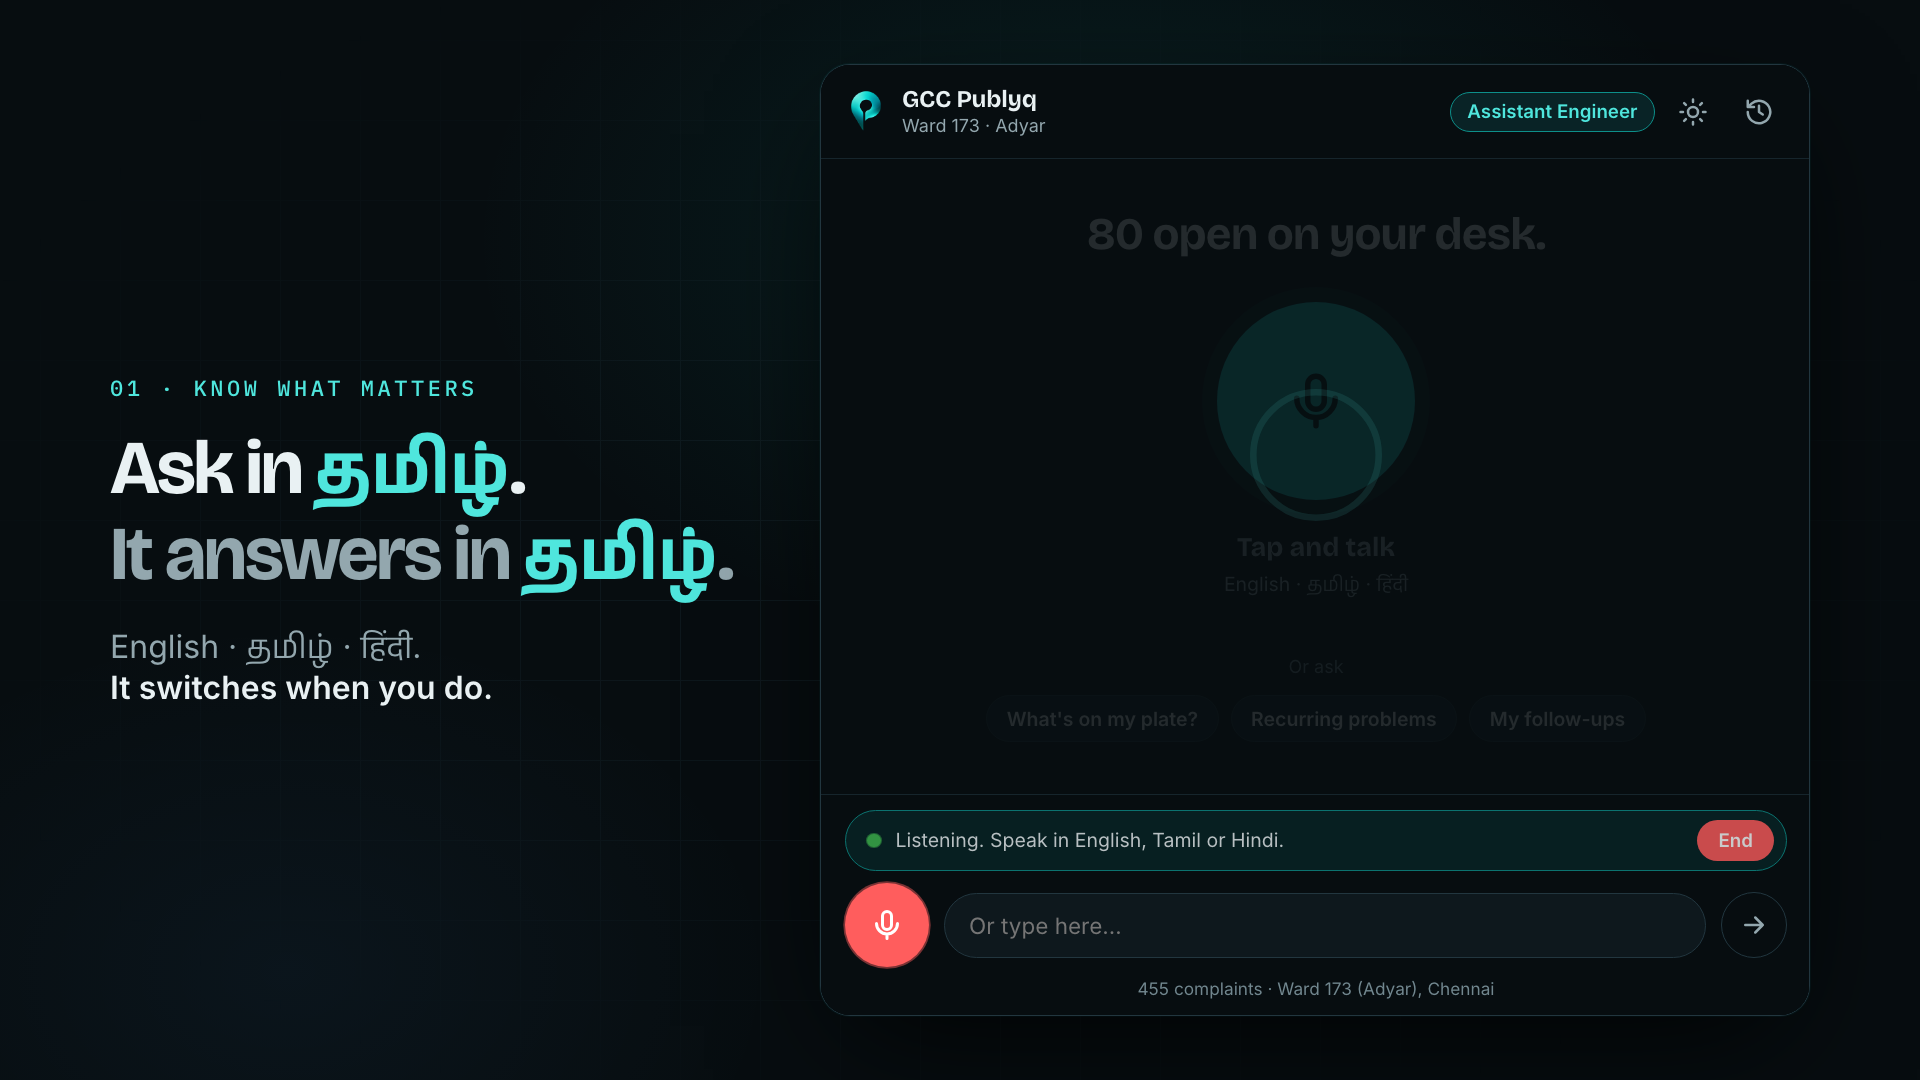 01 · KNOW WHAT MATTERS
Ask in தமிழ்.
It answers in தமிழ்.
English · தமிழ் · हिंदी.
It switches when you do.
GCC Publyq
Ward 173 · Adyar
Assistant Engineer
80 open on your desk.
Tap and talk
English · தமிழ் · हिंदी
Or ask
What's on my plate?
Recurring problems
My follow-ups
Listening. Speak in English, Tamil or Hindi.
End
Or type here...
455 complaints · Ward 173 (Adyar), Chennai